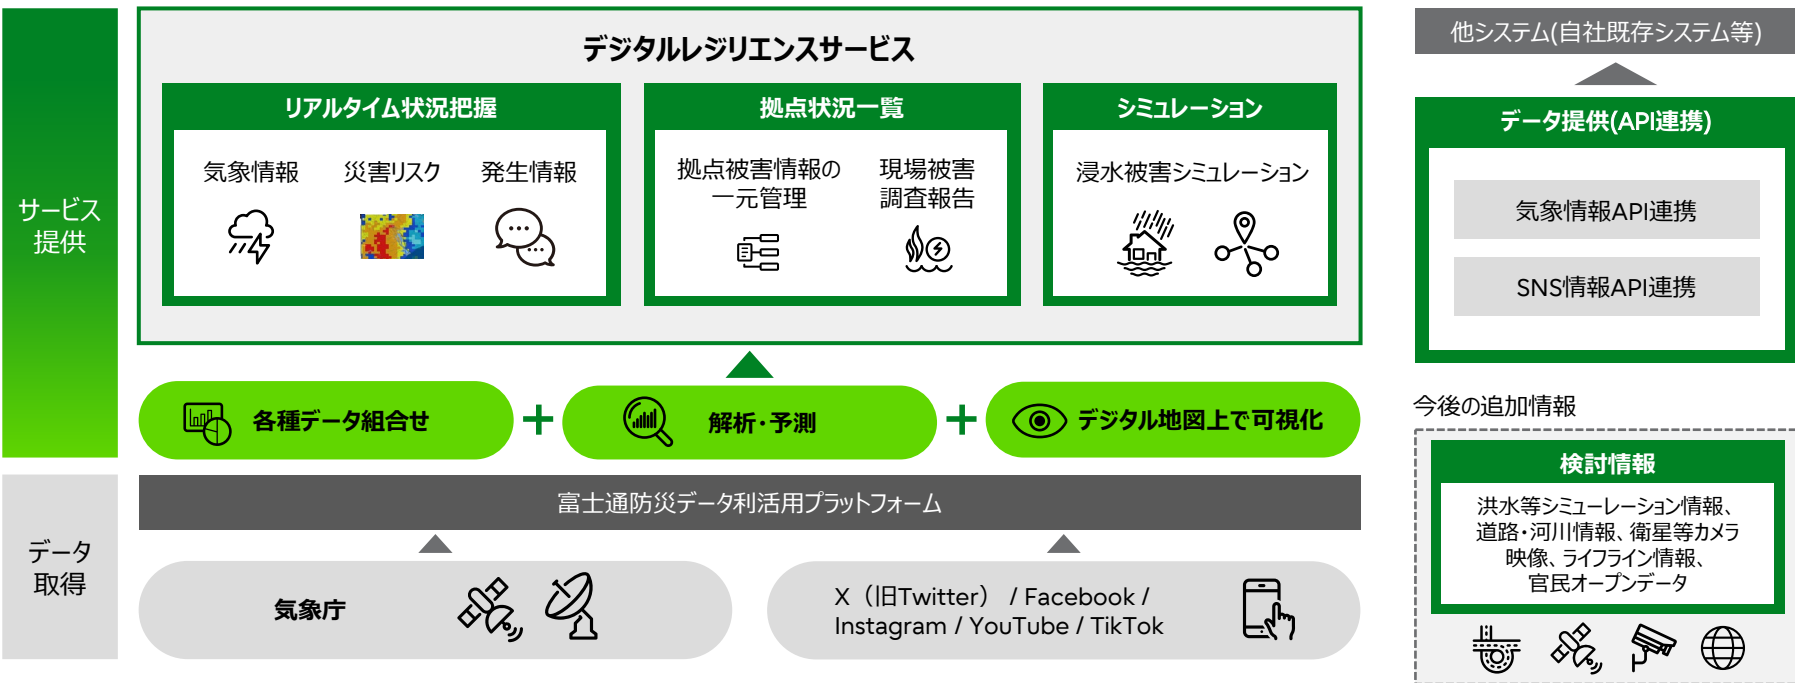 サービス
提供
デジタルレジリエンスサービス
リアルタイム状況把握
気象情報
災害リスク
発生情報
拠点状況一覧
拠点被害情報の
一元管理
現場被害
調査報告
シミュレーション
浸水被害シミュレーション
各種データ組合せ
+
解析・予測
+
デジタル地図上で可視化
データ
取得
富士通防災データ利活用プラットフォーム
気象庁
X（旧Twitter） / Facebook /
Instagram / YouTube / TikTok
他システム(自社既存システム等)
データ提供(API連携)
気象情報API連携
SNS情報API連携
今後の追加情報
検討情報
洪水等シミューレーション情報、
道路・河川情報、衛星等カメラ
映像、ライフライン情報、
官民オープンデータ